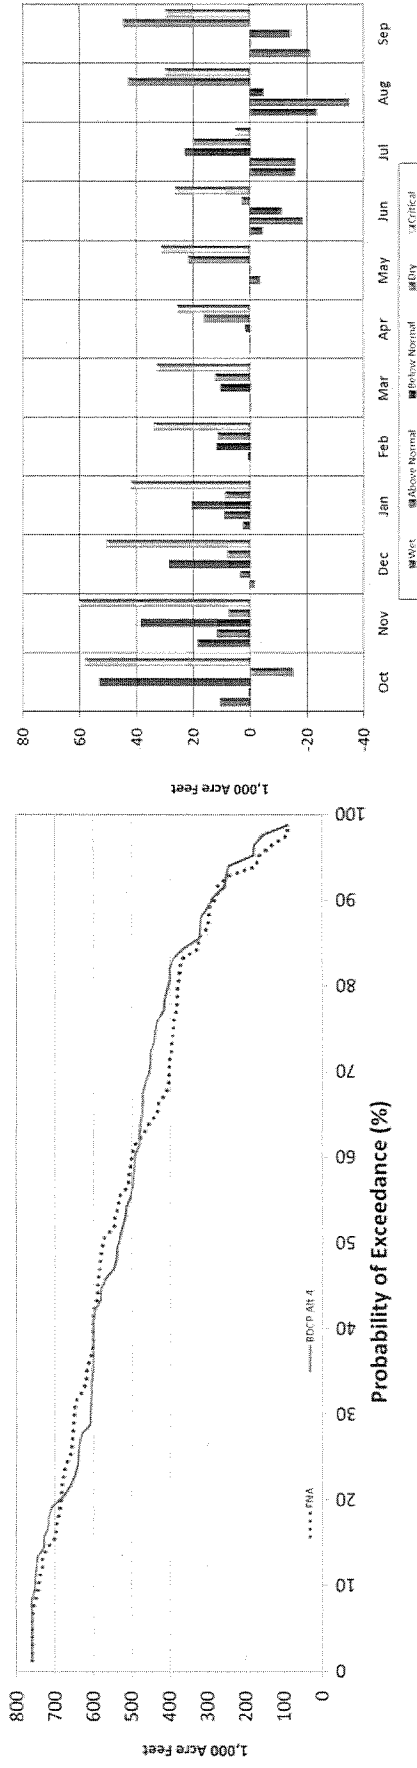 1,000 Acre Feet
800
700
600
500
400
300
200
100
0
0 10 20 30 40 50 60 70 80 90 100
FNA BDCP Alt 4
Probability of Exceedance (%)
1,000 Acre Feet
80
60
40
20
0
-20
-40
Oct Nov Dec Jan Feb Mar Apr May Jun Jul Aug Sep
Wet Above Normal Below Normal Dry Critical